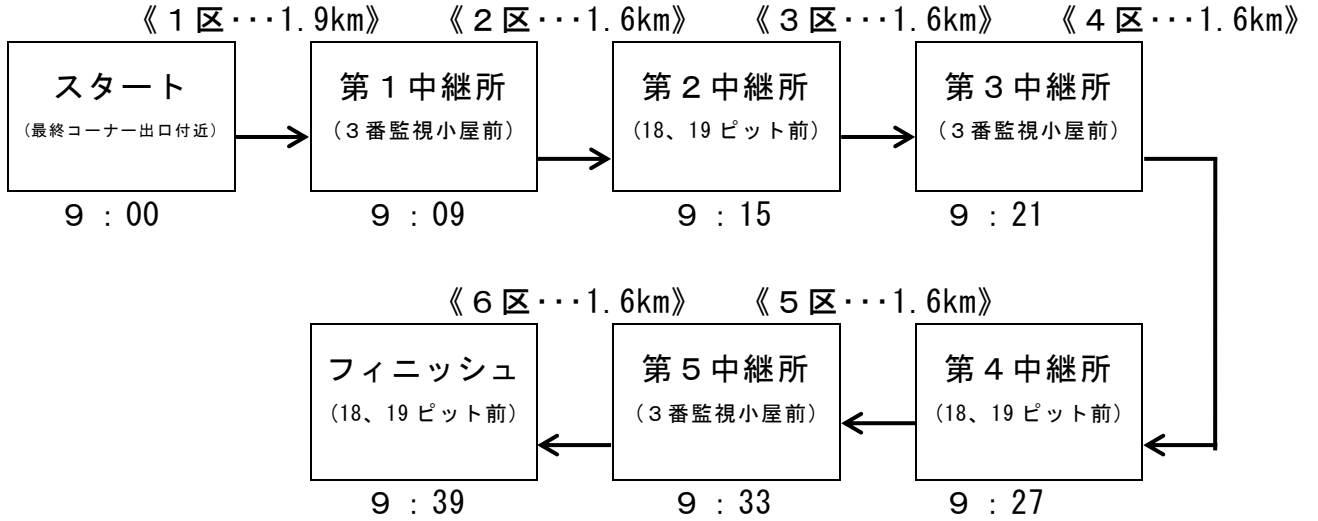 《１区･･･1.9km》 《２区･･･1.6km》 《３区･･･1.6km》 《４区･･･1.6km》
スタート 第１中継所 第２中継所 第３中継所
（最終コーナー出口付近） （３番監視小屋前） （18、19ピット前） （３番監視小屋前）
９：00 ９：09 ９：15 ９：21
《６区･･･1.6km》 《５区･･･1.6km》
フィニッシュ 第５中継所 第４中継所
（18、19ピット前） （３番監視小屋前） （18、19ピット前）
９：39 ９：33 ９：27